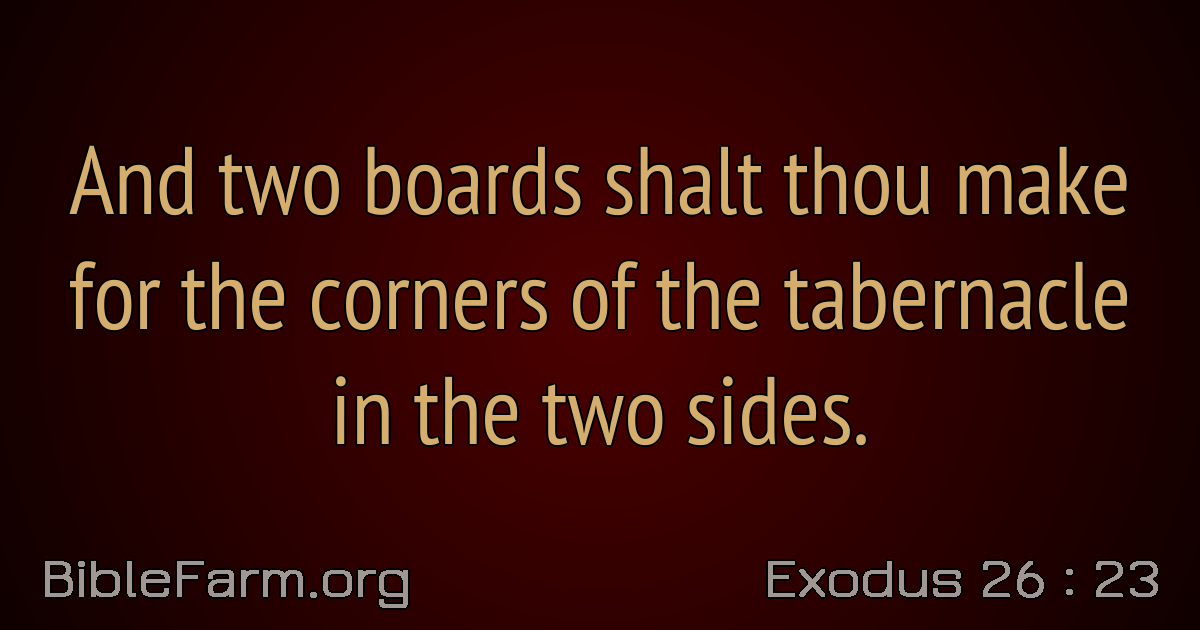 And two boards shalt thou make
for the corners of the tabernacle
in the two sides.
BibleFarm.org
Exodus 26 : 23